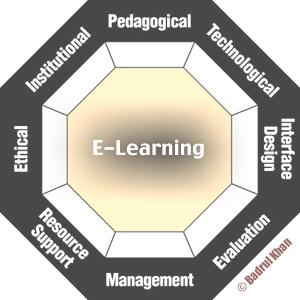 Pedagogical
Technological
Interface
Design
Evaluation
Management
Resource
Support
Ethical
Institutional
E-Learning
© Badrul Khan